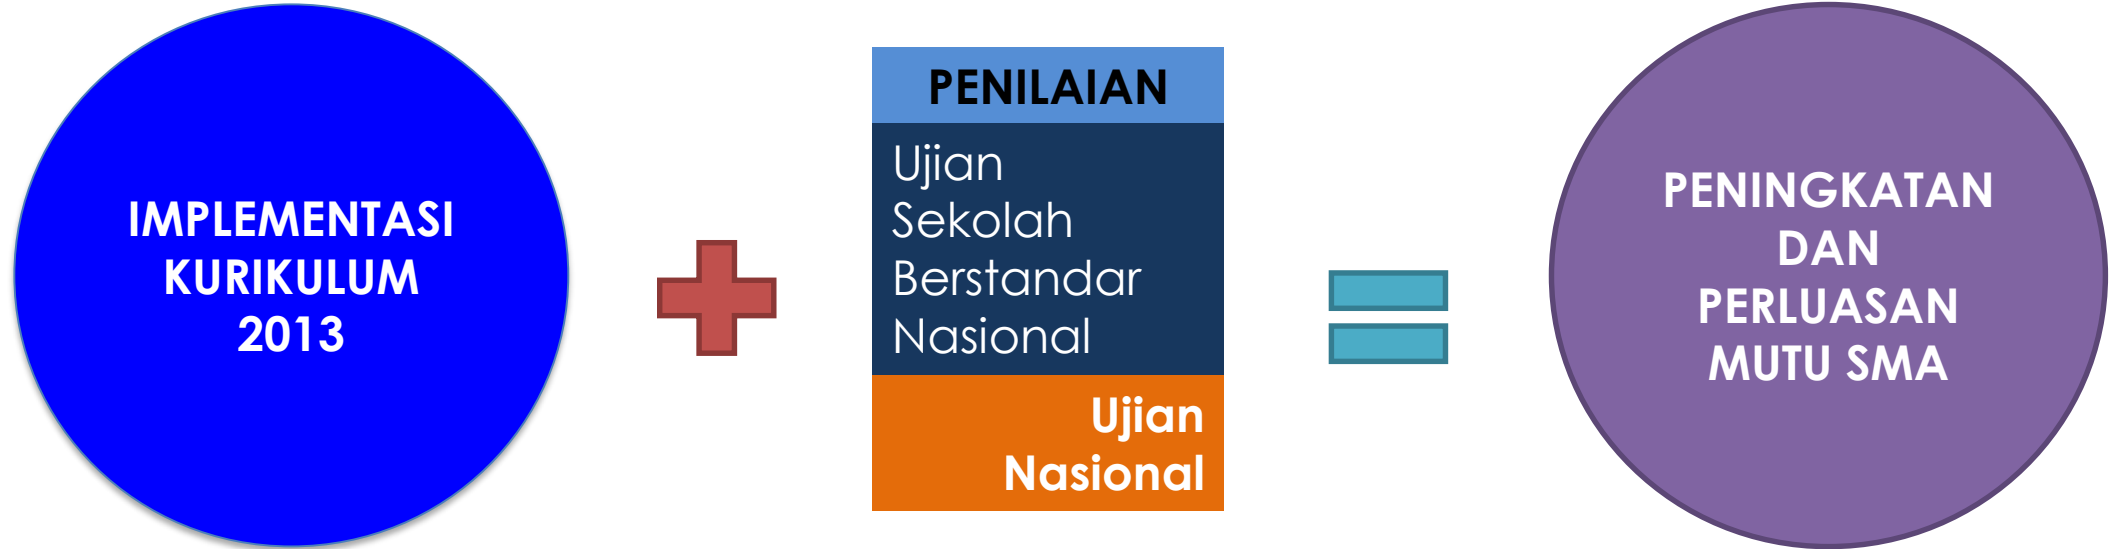 IMPLEMENTASI
KURIKULUM
2013
PENILAIAN
Ujian
Sekolah
Berstandar
Nasional
Ujian
Nasional
PENINGKATAN
DAN
PERLUASAN
MUTU SMA